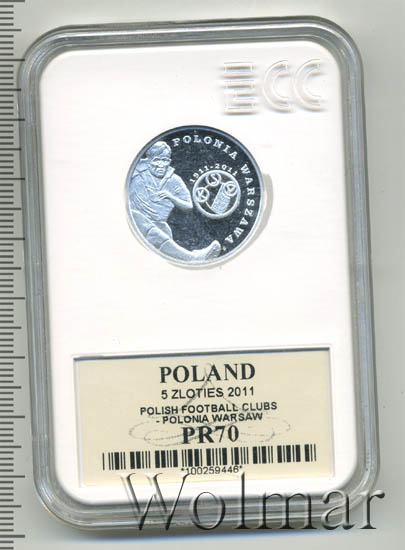 ECC
POLONIA WARSZAWA
1911-2011
POLAND
5 ZLOTIES 2011
POLISH FOOTBALL CLUBS
- POLONIA WARSAW
PR70
*100259446*
Wolmar